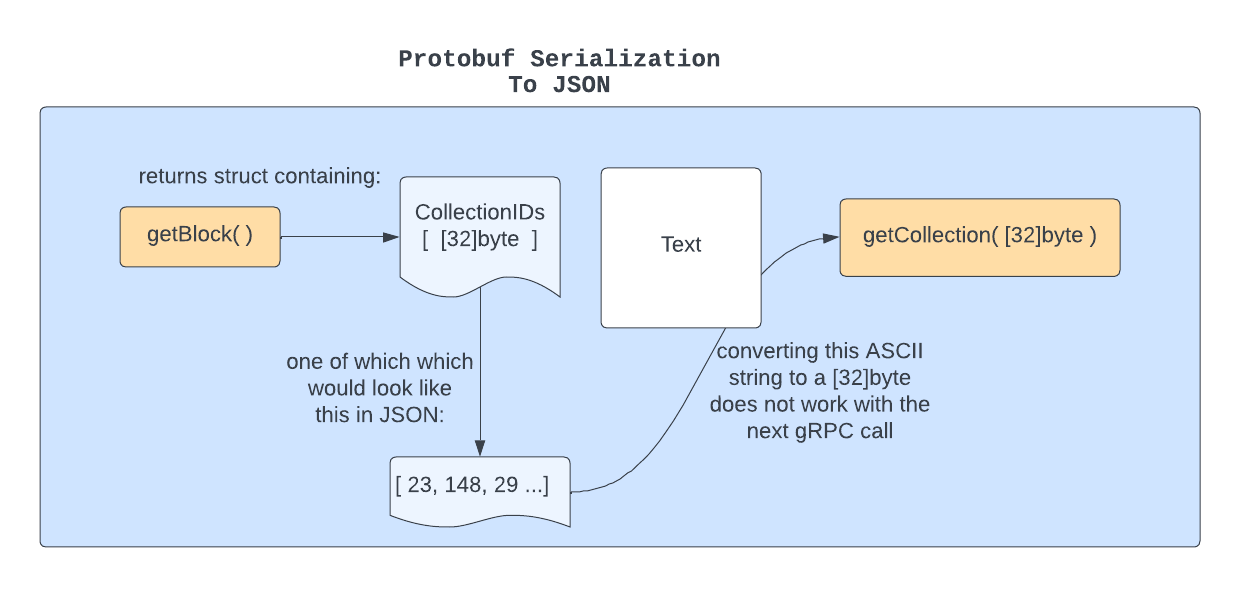 Protobuf Serialization
To JSON
returns struct containing:
getBlock( )
CollectionIDs
[  [32]byte  ]
Text
getCollection( [32]byte )
one of which which
would look like
this in JSON:
converting this ASCII
string to a [32]byte
does not work with the
next gRPC call
[ 23, 148, 29 ...]